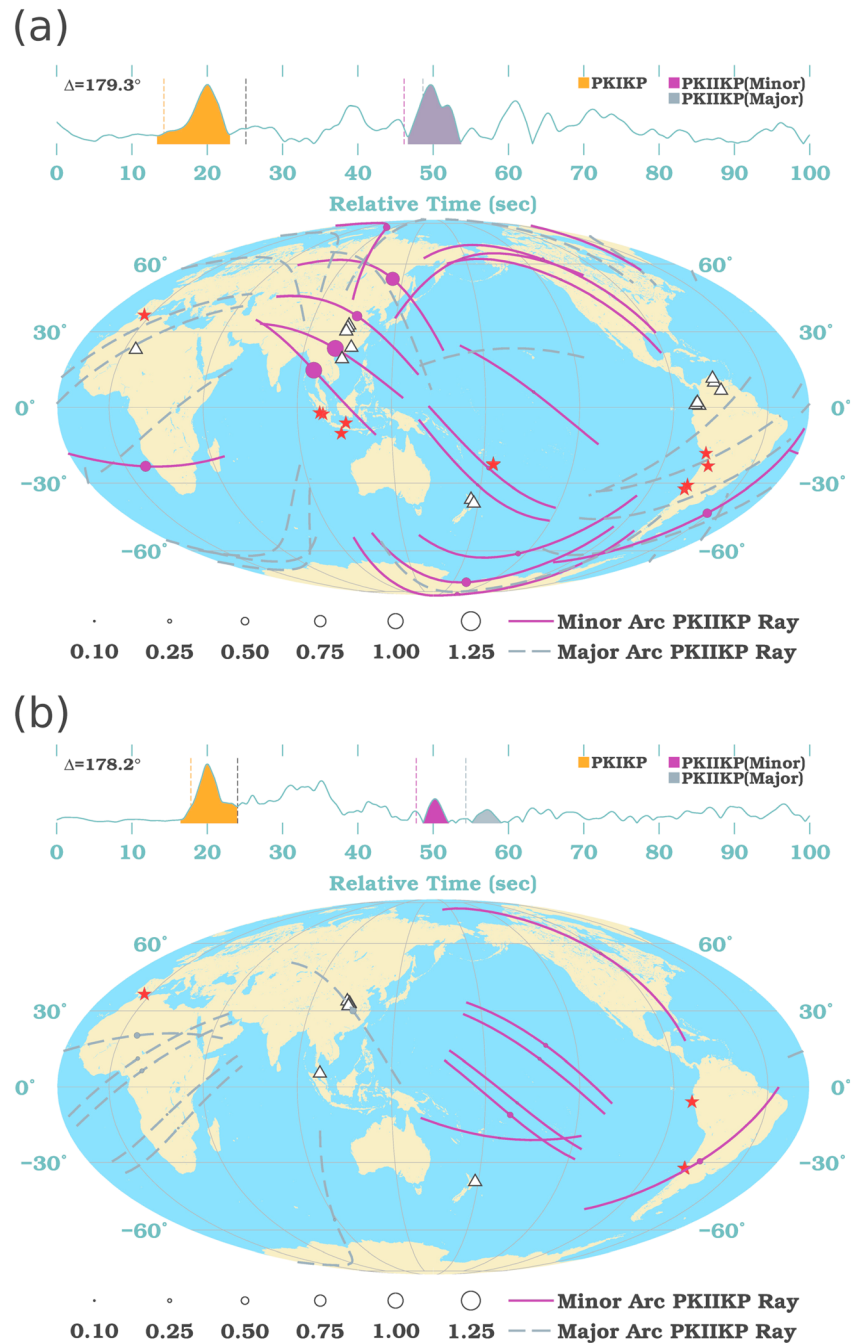 (a)
Δ=179.3°
PKIKP
PKIIKP(Minor)
PKIIKP(Major)
0 10 20 30 40 50 60 70 80 90 100
Relative Time (sec)
60° 60°
30° 30°
0° 0°
−30° −30°
−60° −60°
Minor Arc PKIIKP Ray
0.10 0.25 0.50 0.75 1.00 1.25 Major Arc PKIIKP Ray
(b)
Δ=178.2°
PKIKP
PKIIKP(Minor)
PKIIKP(Major)
0 10 20 30 40 50 60 70 80 90 100
Relative Time (sec)
60° 60°
30° 30°
0° 0°
−30° −30°
−60° −60°
Minor Arc PKIIKP Ray
0.10 0.25 0.50 0.75 1.00 1.25 Major Arc PKIIKP Ray